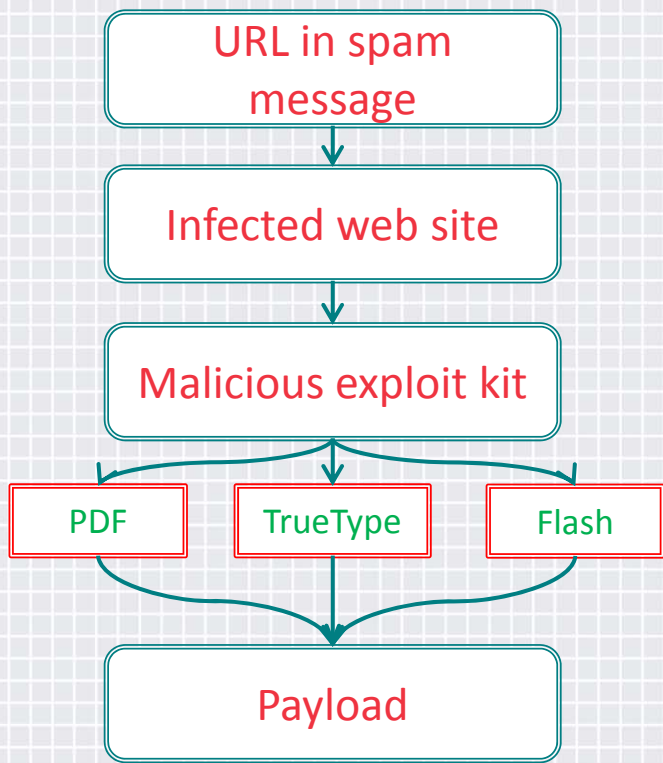 URL in spam
message
Infected web site
Malicious exploit kit
PDF
TrueType
Flash
Payload